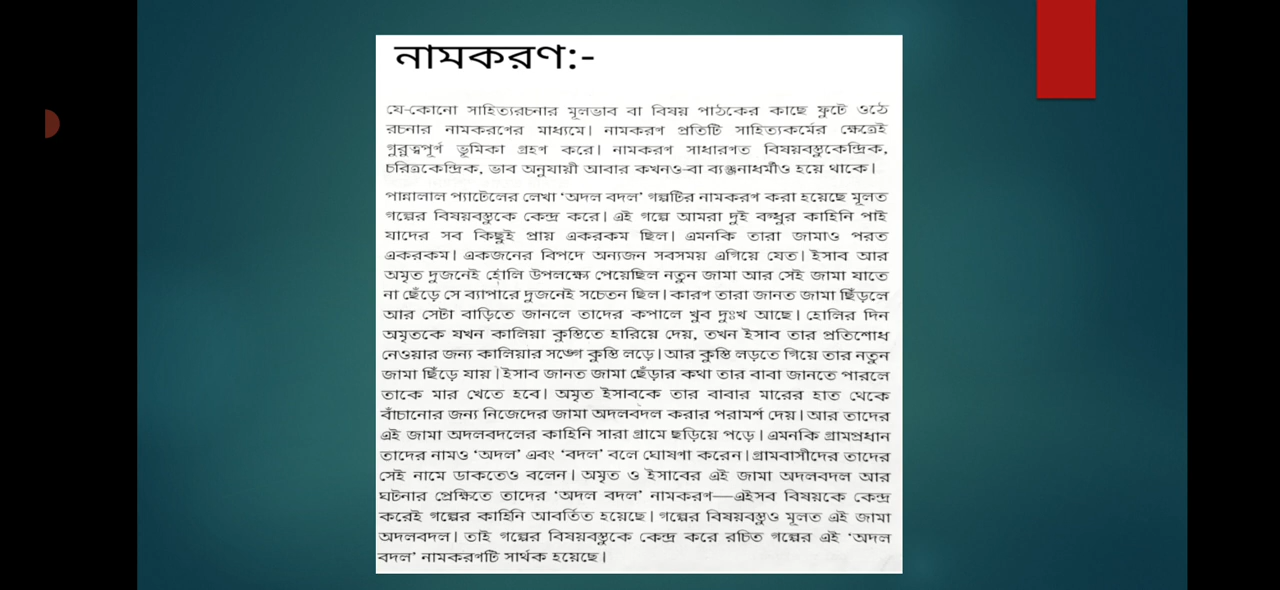 নামকরণ:-
যে-কোনো সাহিত্যরচনার মূলভাব বা বিষয় পাঠকের কাছে ফুটে ওঠে
রচনার নামকরণের মাধ্যমে। নামকরণ প্রতিটি সাহিত্যকর্মের ক্ষেত্রেই
গুরুত্বপূর্ণ ভূমিকা গ্রহণ করে। নামকরণ সাধারণত বিষয়বস্তুকেন্দ্রিক,
চরিত্রকেন্দ্রিক, ভাব অনুযায়ী আবার কখনও-বা ব্যঞ্জনাধর্মীও হয়ে থাকে।
পান্নালাল প্যাটেলের লেখা ‘অদল বদল’ গল্পটির নামকরণ করা হয়েছে মূলত
গল্পের বিষয়বস্তুকে কেন্দ্র করে। এই গল্পে আমরা দুই বন্ধুর কাহিনি পাই
যাদের সব কিছুই প্রায় একরকম ছিল। এমনকি তারা জামাও পরত
একরকম। একজনের বিপদে অন্যজন সবসময় এগিয়ে যেত। ইসাব আর
অমৃত দুজনেই হোলি উপলক্ষ্যে পেয়েছিল নতুন জামা আর সেই জামা যাতে
না ছেঁড়ে সে ব্যাপারে দুজনেই সচেতন ছিল। কারণ তারা জানত জামা ছিঁড়লে
আর সেটা বাড়িতে জানলে তাদের কপালে খুব দুঃখ আছে। হোলির দিন
অমৃতকে যখন কালিয়া কুস্তিতে হারিয়ে দেয়, তখন ইসাব তার প্রতিশোধ
নেওয়ার জন্য কালিয়ার সঙ্গে কুস্তি লড়ে। আর কুস্তি লড়তে গিয়ে তার নতুন
জামা ছিঁড়ে যায়। ইসাব জানত জামা ছেঁড়ার কথা তার বাবা জানতে পারলে
তাকে মার খেতে হবে। অমৃত ইসাবকে তার বাবার মারের হাত থেকে
বাঁচানোর জন্য নিজেদের জামা অদলবদল করার পরামর্শ দেয়। আর তাদের
এই জামা অদলবদলের কাহিনি সারা গ্রামে ছড়িয়ে পড়ে। এমনকি গ্রামপ্রধান
তাদের নামও ‘অদল’ এবং ‘বদল’ বলে ঘোষণা করেন। গ্রামবাসীদের তাদের
সেই নামে ডাকতেও বলেন। অমৃত ও ইসাবের এই জামা অদলবদল আর
ঘটনার প্রেক্ষিতে তাদের ‘অদল বদল’ নামকরণ—এইসব বিষয়কে কেন্দ্র
করেই গল্পের কাহিনি আবর্তিত হয়েছে। গল্পের বিষয়বস্তুও মূলত এই জামা
অদলবদল। তাই গল্পের বিষয়বস্তুকে কেন্দ্র করে রচিত গল্পের এই ‘অদল
বদল’ নামকরণটি সার্থক হয়েছে।